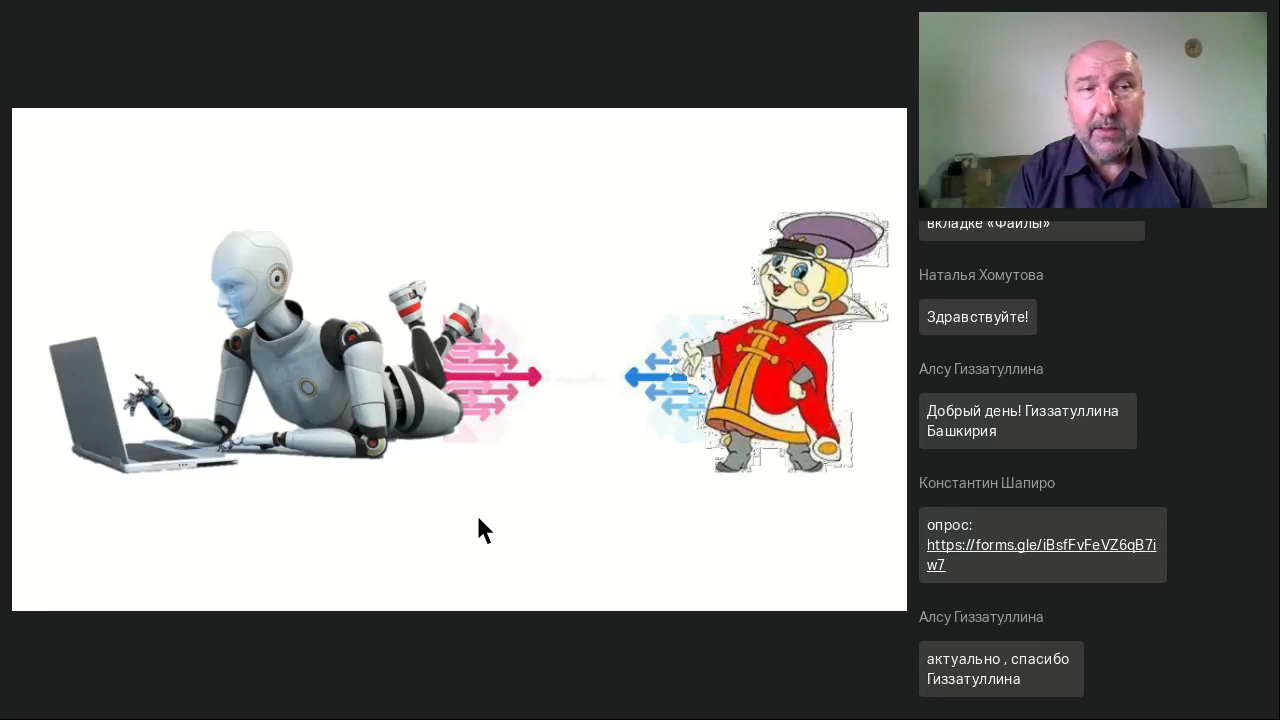 вкладке «Файлы»
Наталья Хомутова
Здравствуйте!
Алсу Гиззатуллина
Добрый день! Гиззатуллина
Башкирия
Константин Шапиро
опрос:
https://forms.gle/iBsfFvFeVZ6qB7i
w7
Алсу Гиззатуллина
актуально , спасибо
Гиззатуллина